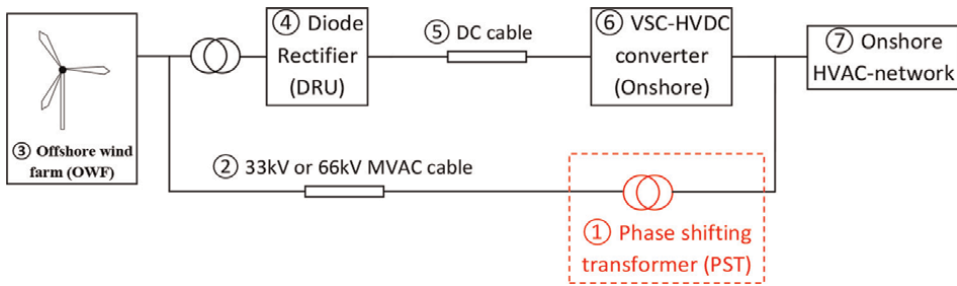 ④ Diode
Rectifier
(DRU)
⑤ DC cable
⑥ VSC-HVDC
converter
(Onshore)
⑦ Onshore
HVAC-network
③ Offshore wind
farm (OWF)
② 33kV or 66kV MVAC cable
① Phase shifting
transformer (PST)